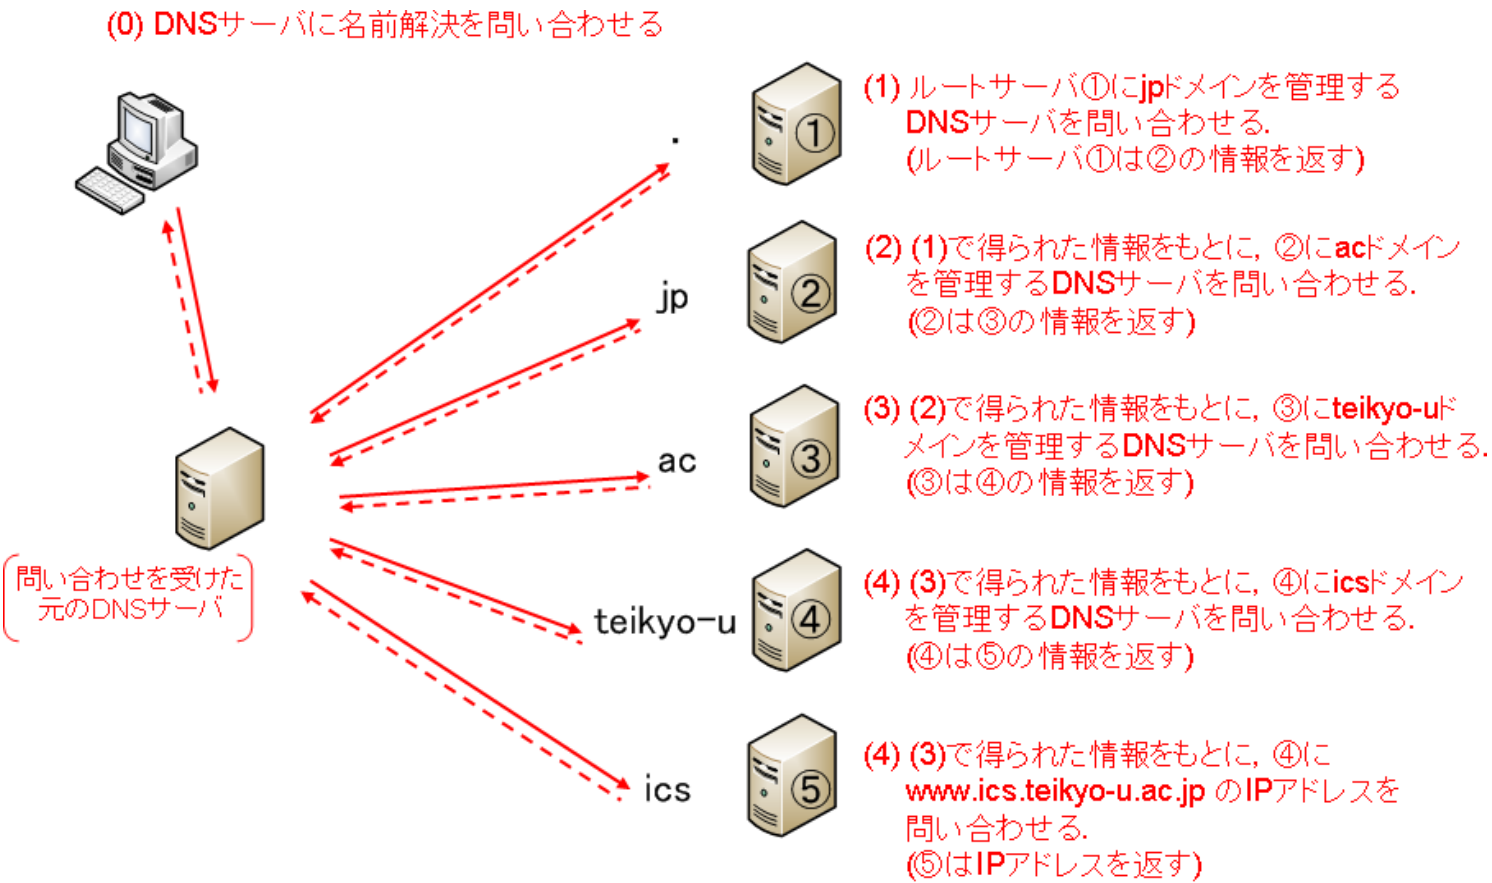 (0) DNSサーバに名前解決を問い合わせる
.
①
(1) ルートサーバ①にjpドメインを管理する
DNSサーバを問い合わせる.
(ルートサーバ①は②の情報を返す)
jp
②
(2) (1)で得られた情報をもとに, ②にacドメイン
を管理するDNSサーバを問い合わせる.
(②は③の情報を返す)
ac
③
(3) (2)で得られた情報をもとに, ③にteikyo-uド
メインを管理するDNSサーバを問い合わせる.
(③は④の情報を返す)
問い合わせを受けた
元のDNSサーバ
teikyo-u
④
(4) (3)で得られた情報をもとに, ④にicsドメイン
を管理するDNSサーバを問い合わせる.
(④は⑤の情報を返す)
ics
⑤
(4) (3)で得られた情報をもとに, ④に
www.ics.teikyo-u.ac.jp のIPアドレスを
問い合わせる.
(⑤はIPアドレスを返す)